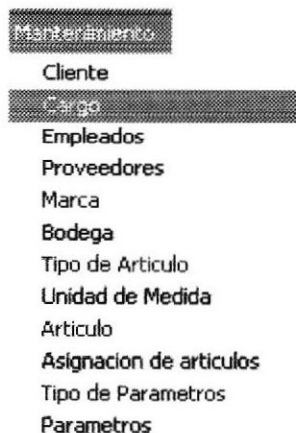 Mantenimiento
Cliente
Cargo
Empleados
Proveedores
Marca
Bodega
Tipo de Articulo
Unidad de Medida
Articulo
Asignacion de articulos
Tipo de Parametros
Parametros